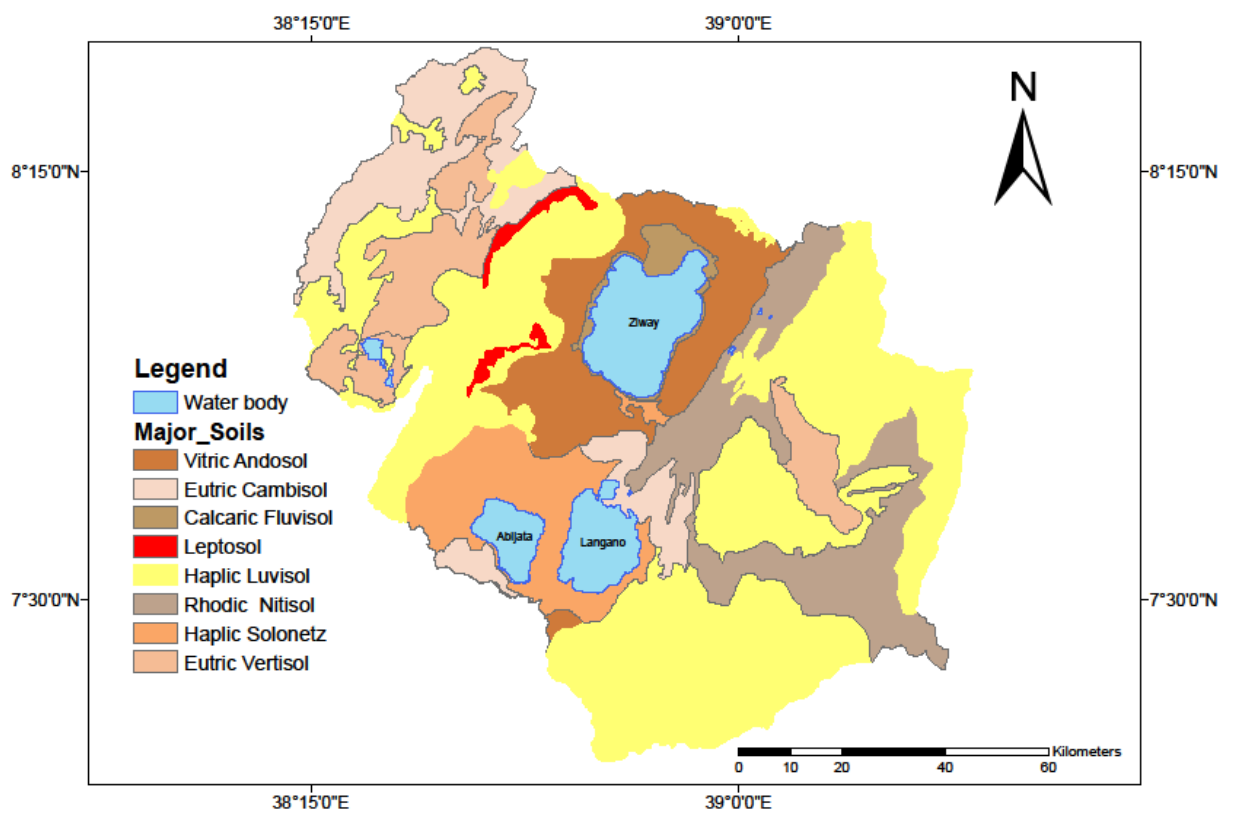 38°15'0"E 39°0'0"E
N
8°15'0"N 8°15'0"N
Ziway
Legend
Water body
Major_Soils
Vitric Andosol
Eutric Cambisol
Calcaric Fluvisol
Leptosol
Haplic Luvisol
Rhodic Nitisol
Haplic Solonetz
Eutric Vertisol
Abijata Langano
7°30'0"N 7°30'0"N
Kilometers
0 10 20 40 60
38°15'0"E 39°0'0"E